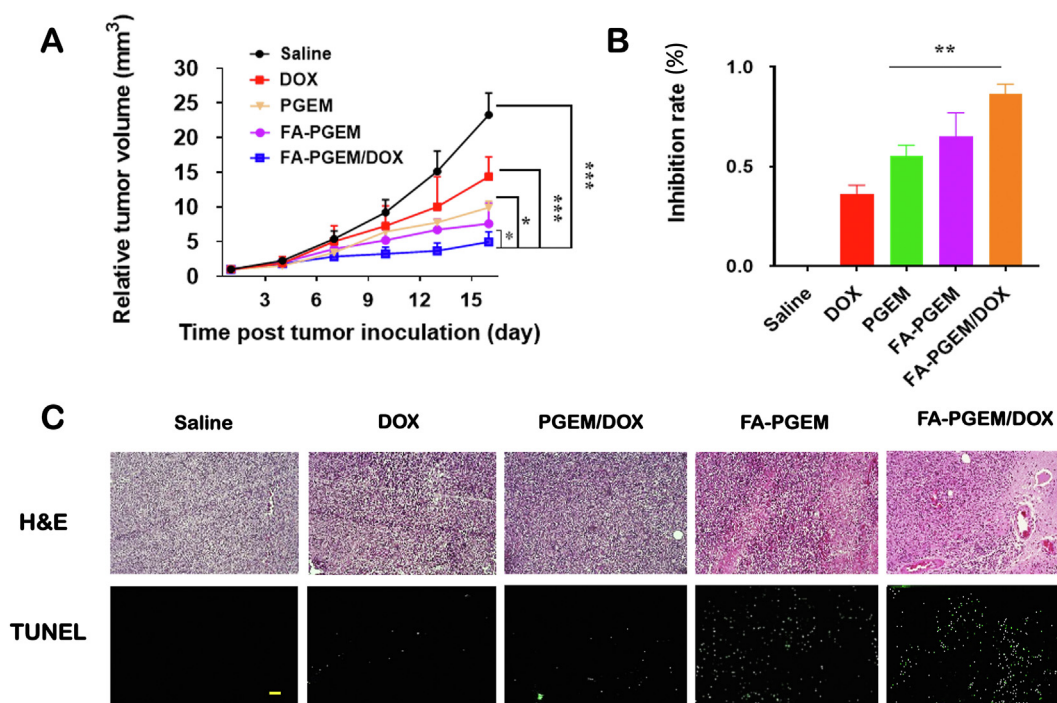 A
Relative tumor volume (mm³)
30
25
20
15
10
5
0
Saline
DOX
PGEM
FA-PGEM
FA-PGEM/DOX
***
***
*
*
3 6 7 9 12 15
Time post tumor inoculation (day)
B
Inhibition rate (%)
1.0
0.5
0.0
**
Saline
DOX
PGEM
FA-PGEM
FA-PGEM/DOX
C
Saline DOX PGEM/DOX FA-PGEM FA-PGEM/DOX
H&E
TUNEL